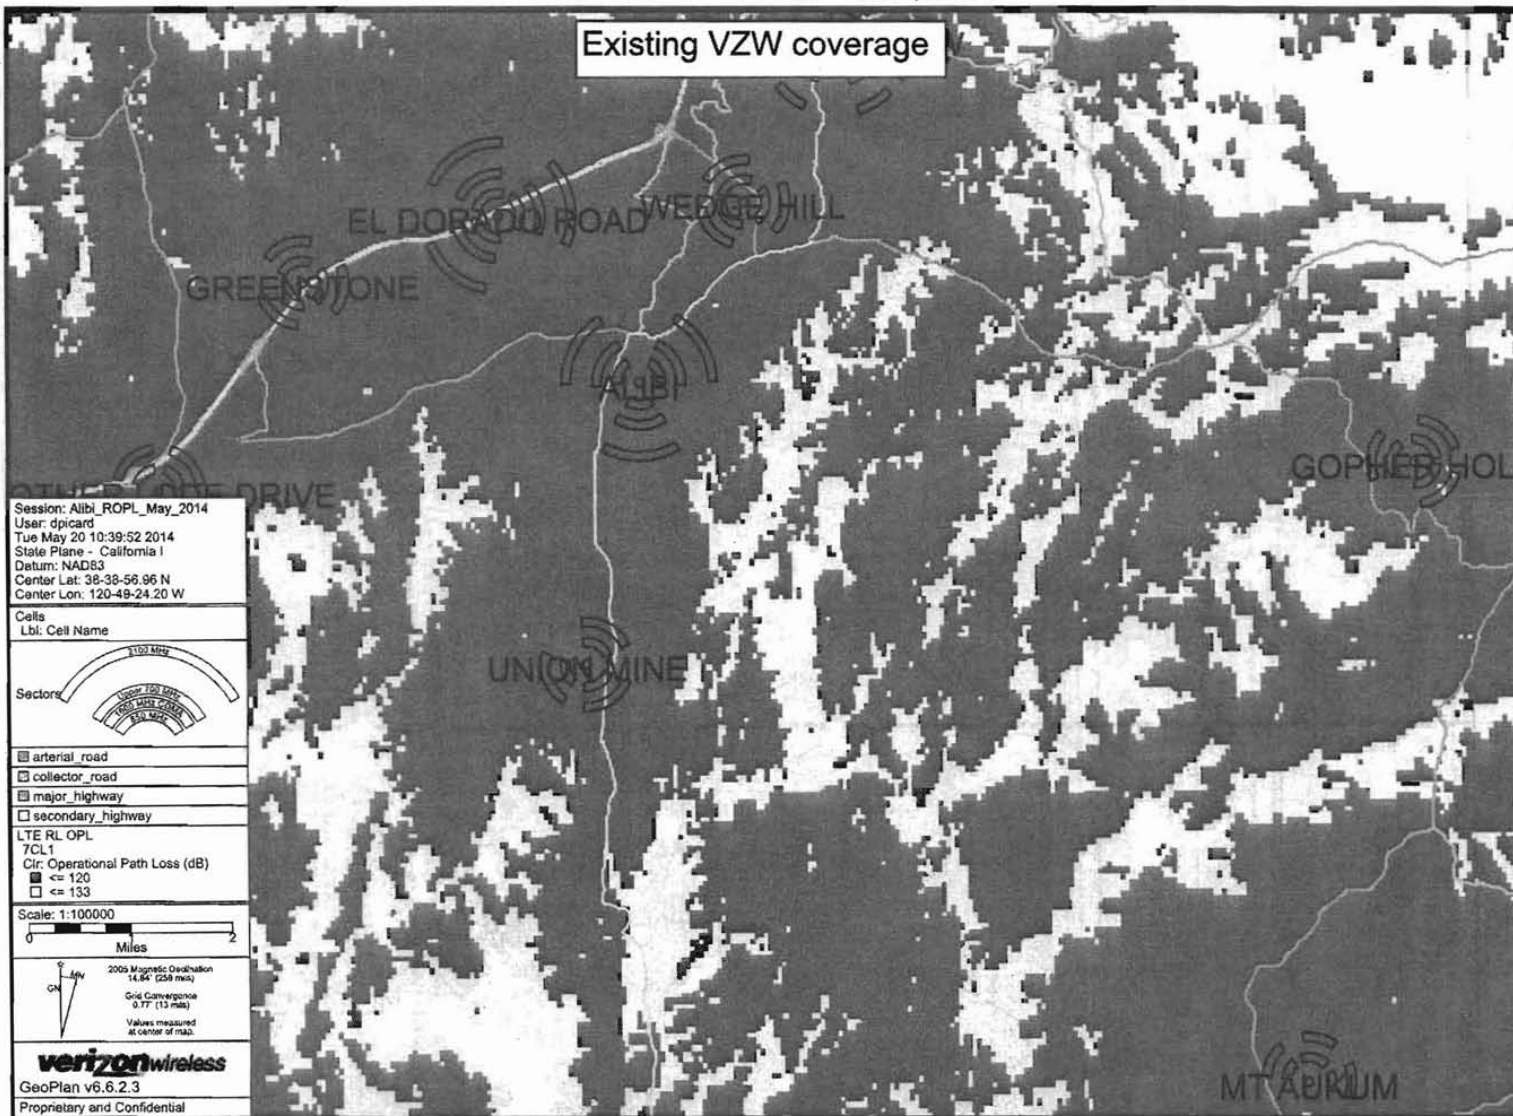 Existing VZW coverage
EL DORADO ROAD
WEDGE HILL
GREENSTONE
ALIBI
GOPHER HOL
DRIVE
UNION MINE
MT AUKUM
Session: Alibi_ROPL_May_2014
User: dpicard
Tue May 20 10:39:52 2014
State Plane - California I
Datum: NAD83
Center Lat: 38-38-56.96 N
Center Lon: 120-49-24.20 W
Cells
Lbl: Cell Name
Sectors
2100 MHz
Upper 700 MHz
1900 MHz CDMA
850 MHz
arterial_road
collector_road
major_highway
secondary_highway
LTE RL OPL
7CL1
Clr: Operational Path Loss (dB)
<= 120
<= 133
Scale: 1:100000
0 2
Miles
GN MN
2005 Magnetic Declination
14.64° (259 mils)
Grid Convergence
0.77° (13 mils)
Values measured
at center of map.
verizonwireless
GeoPlan v6.6.2.3
Proprietary and Confidential